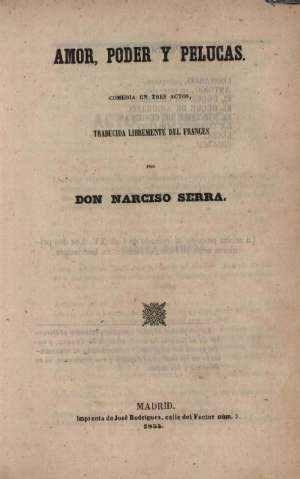 AMOR, PODER Y PELUCAS.
COMEDIA EN TRES ACTOS,
TRADUCIDA LIBREMENTE DEL FRANCES
POR
DON NARCISO SERRA.
MADRID.
Imprenta de José Rodriguez, calle del Factor núm. 9.
1855.